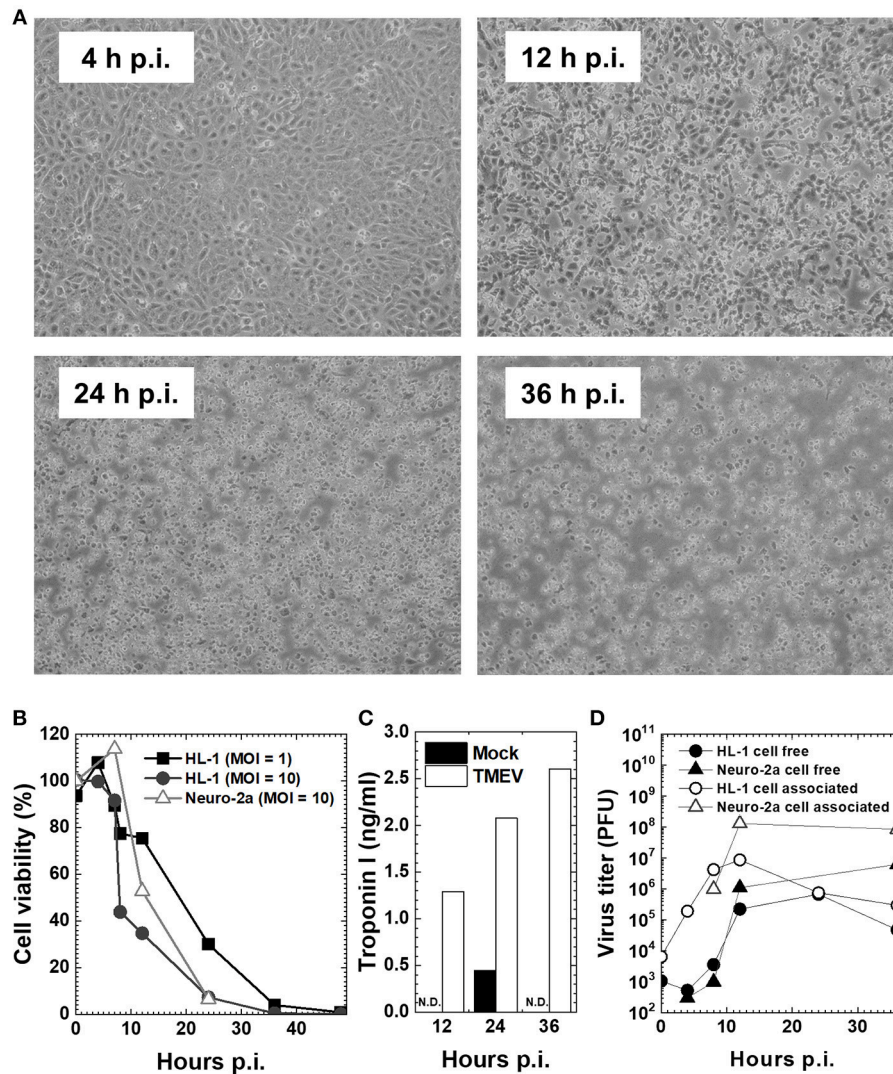 A
4 h p.i.
12 h p.i.
24 h p.i.
36 h p.i.
B
120
100
80
60
40
20
0
0 10 20 30 40
Cell viability (%)
Hours p.i.
HL-1 (MOI = 1)
HL-1 (MOI = 10)
Neuro-2a (MOI = 10)
C
3.0
2.5
2.0
1.5
1.0
0.5
0.0
Troponin I (ng/ml)
Mock
TMEV
N.D.
N.D.
12 24 36
Hours p.i.
D
10¹¹
10¹⁰
10⁹
10⁸
10⁷
10⁶
10⁵
10⁴
10³
10²
Virus titer (PFU)
HL-1 cell free
Neuro-2a cell free
HL-1 cell associated
Neuro-2a cell associated
0 20
Hours p.i.